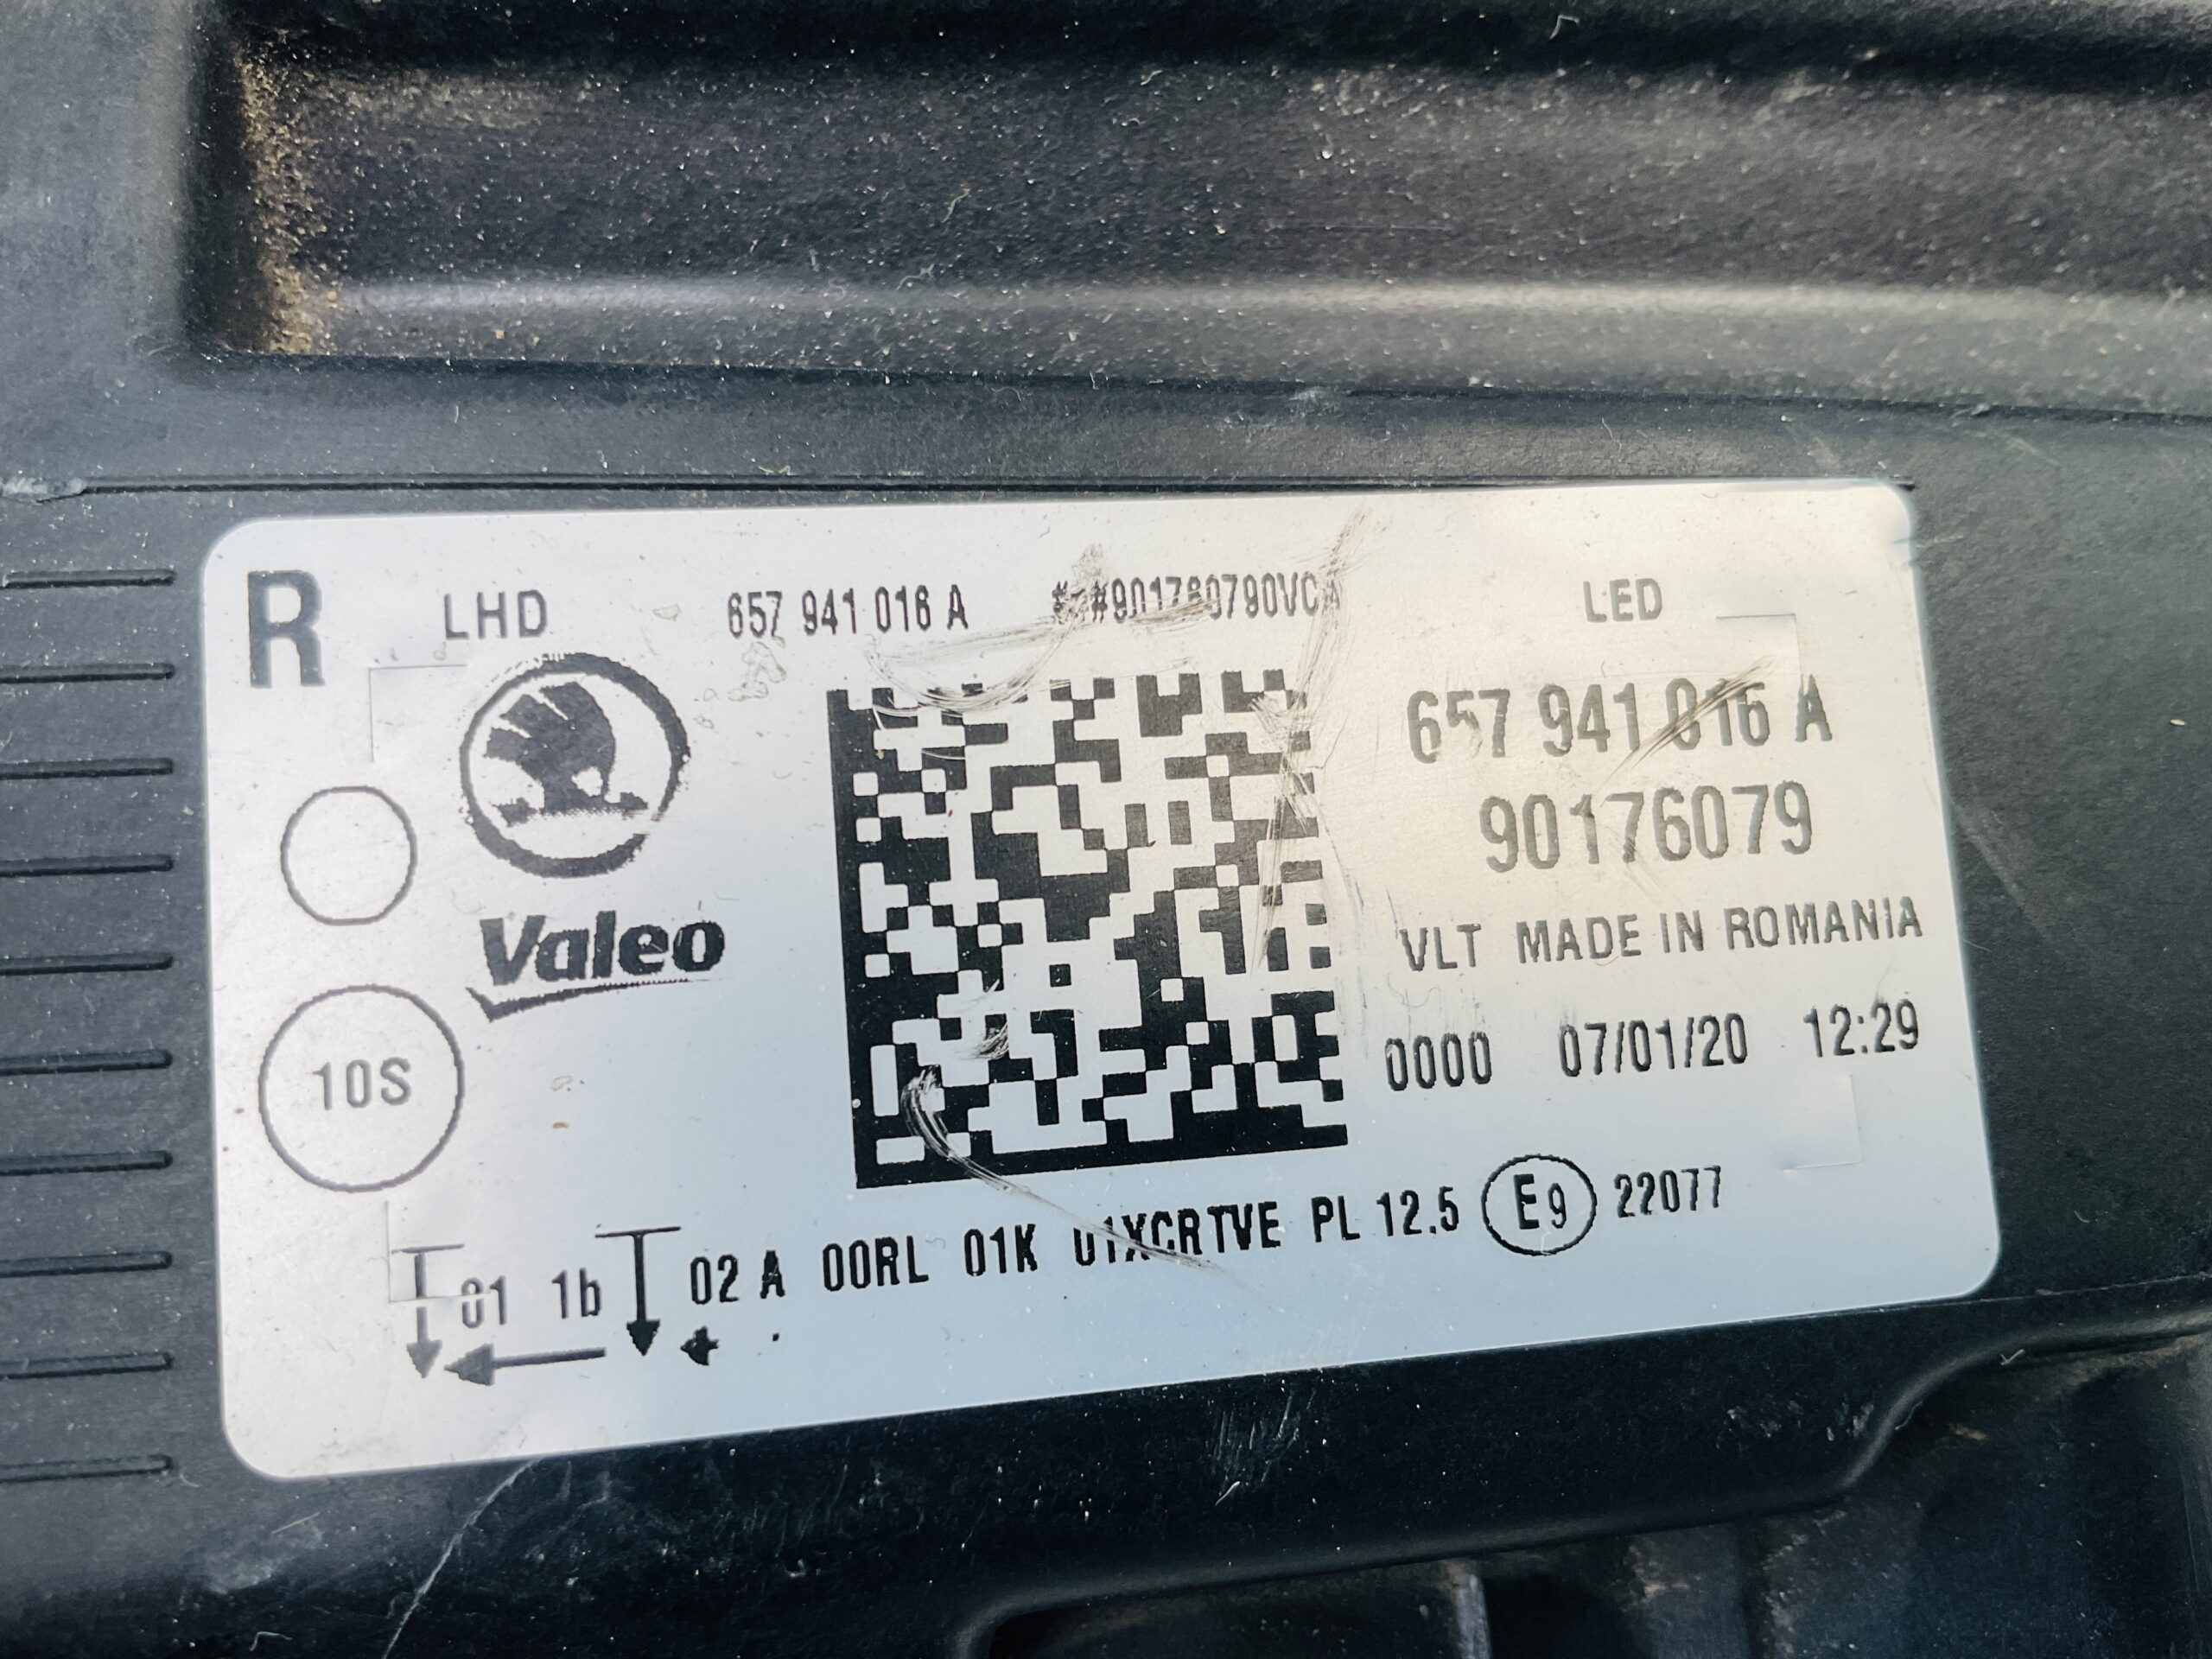 R LHD 657 941 016 A LED
657 941 016 A
90176079
Valeo
VLT MADE IN ROMANIA
10S
0000 07/01/20 12:29
01 1b 02 A 00RL 01K 01XCRTVE PL 12.5 E9 22077